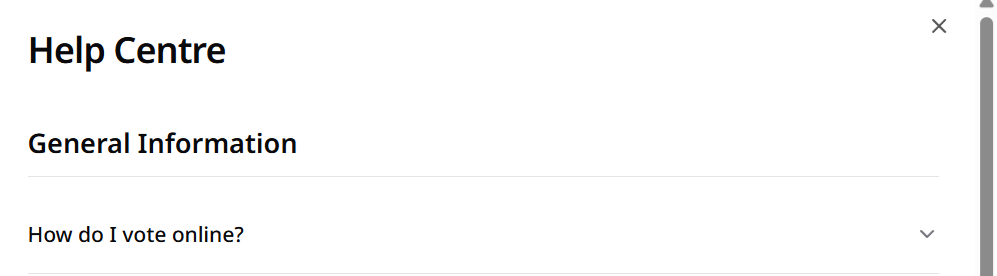 Help Centre
General Information
How do I vote online?